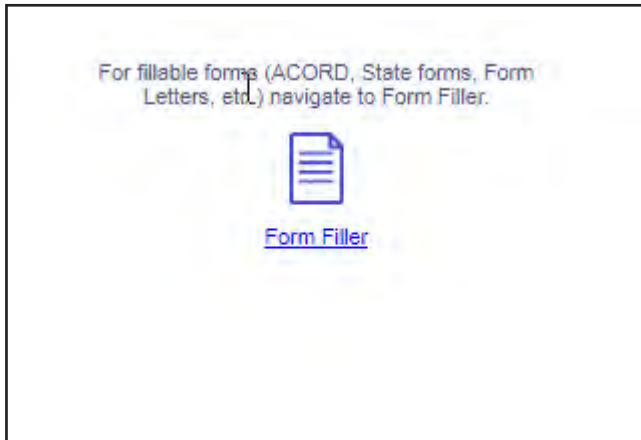 For fillable forms (ACORD, State forms, Form
Letters, etc.) navigate to Form Filler.
Form Filler